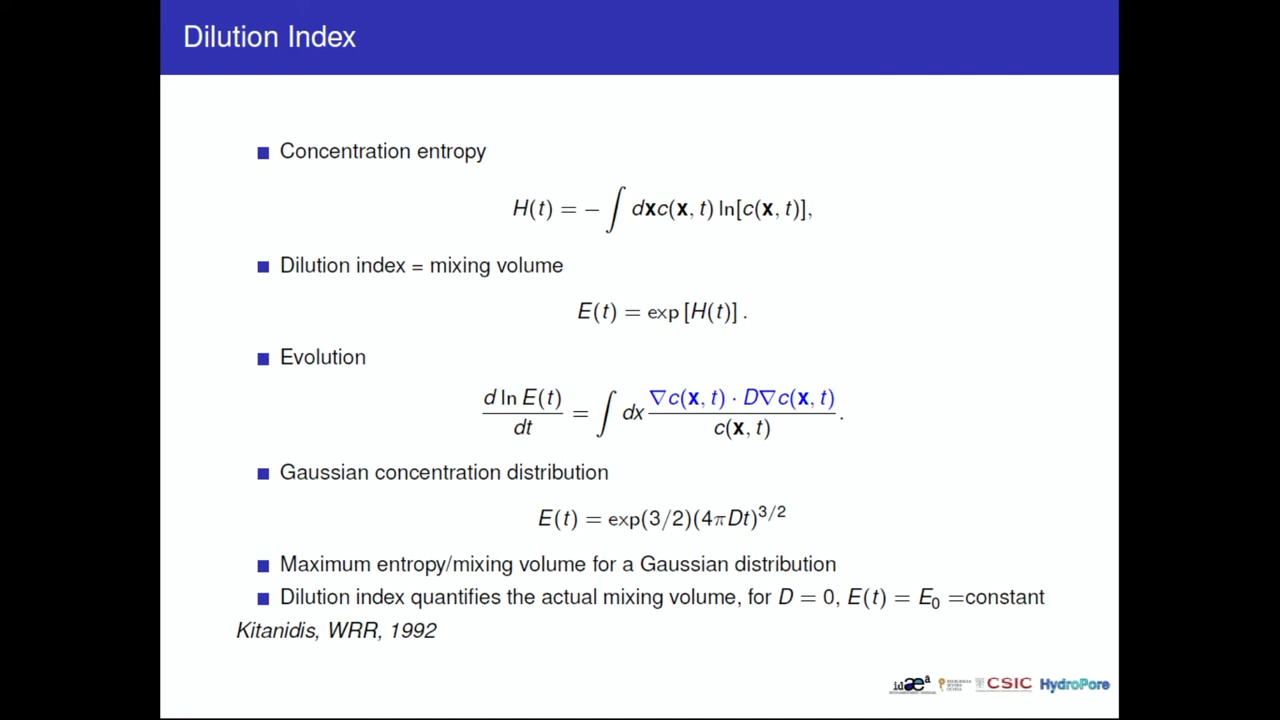 Dilution Index
Concentration entropy
H(t) = − ∫ dxc(x, t) ln[c(x, t)],
Dilution index = mixing volume
E(t) = exp [H(t)] .
Evolution
d ln E(t) / dt = ∫ dx ∇c(x, t) · D∇c(x, t) / c(x, t) .
Gaussian concentration distribution
E(t) = exp(3/2)(4πDt)^3/2
Maximum entropy/mixing volume for a Gaussian distribution
Dilution index quantifies the actual mixing volume, for D = 0, E(t) = E₀ =constant
Kitanidis, WRR, 1992
idæa CSIC HydroPore